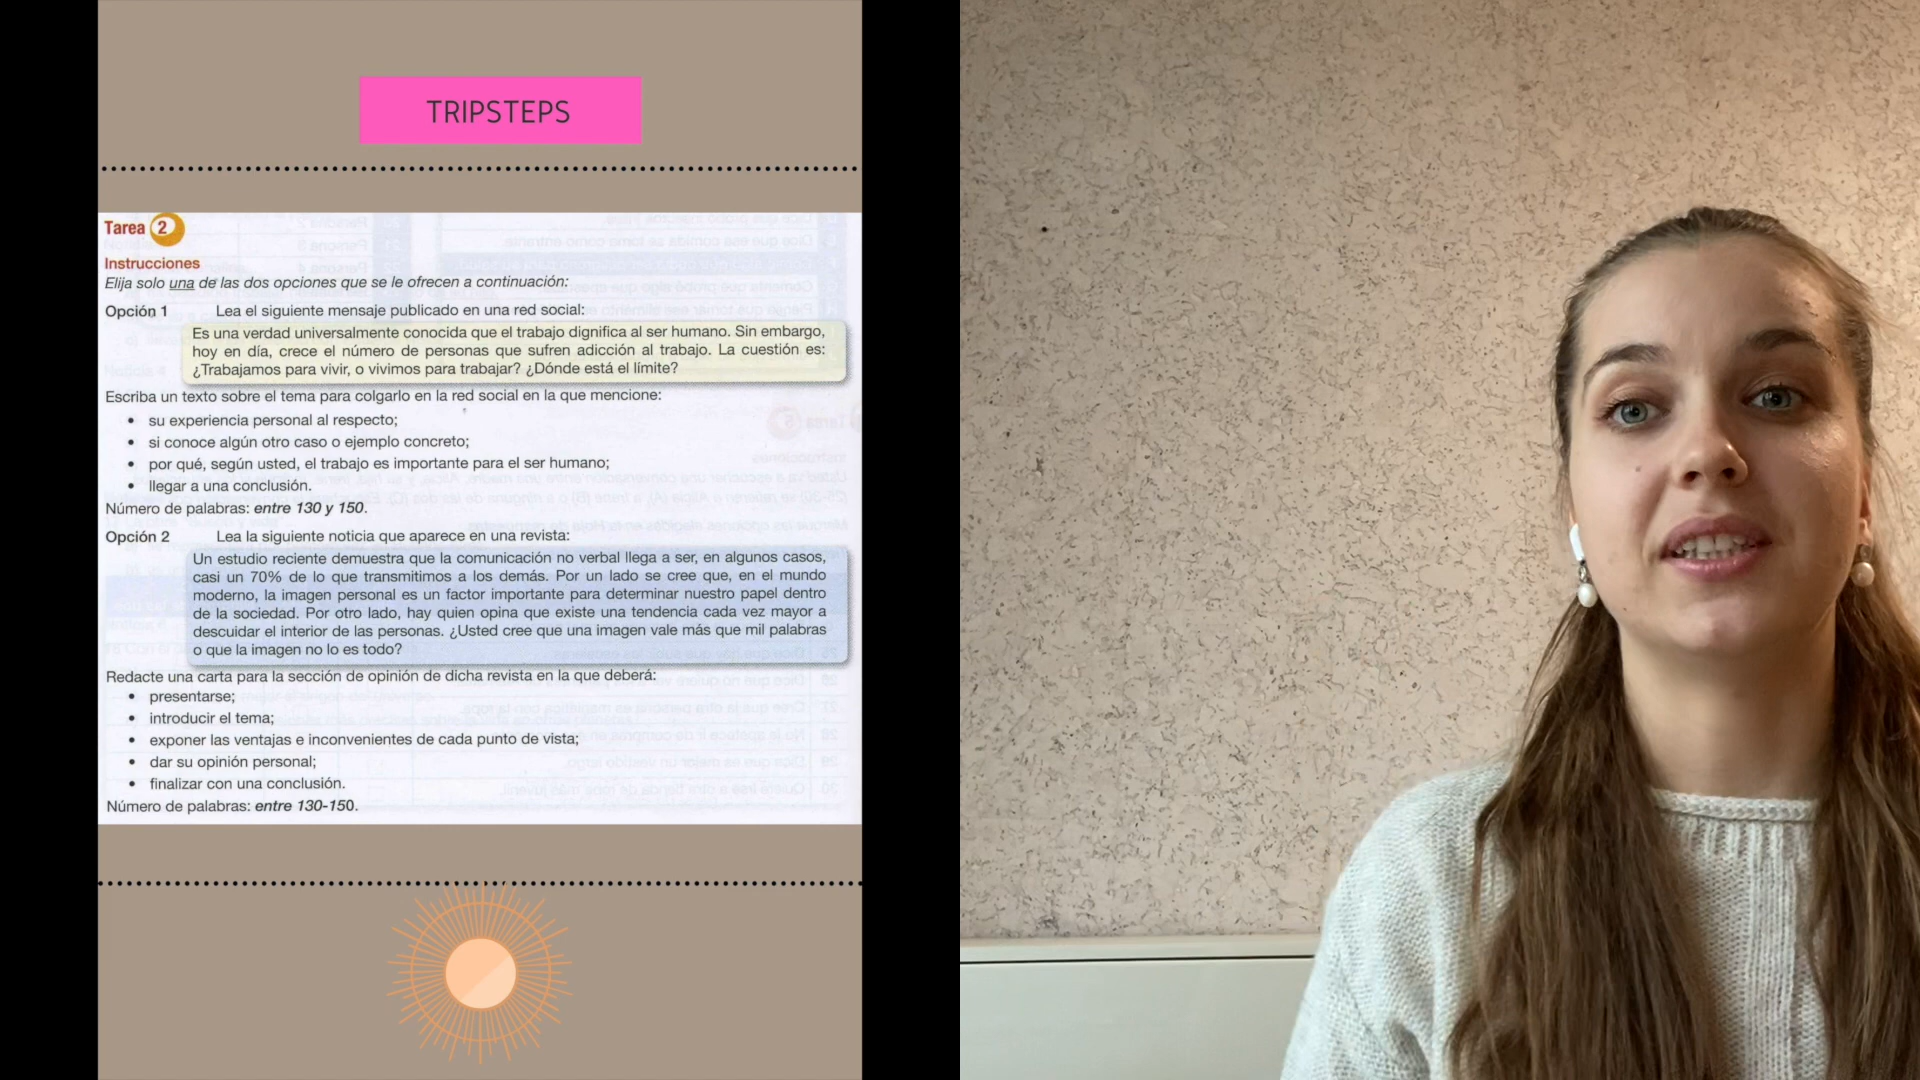 TRIPSTEPS
Tarea 2
Instrucciones
Elija solo una de las dos opciones que se le ofrecen a continuación:
Opción 1 Lea el siguiente mensaje publicado en una red social:
Es una verdad universalmente conocida que el trabajo dignifica al ser humano. Sin embargo,
hoy en día, crece el número de personas que sufren adicción al trabajo. La cuestión es:
¿Trabajamos para vivir, o vivimos para trabajar? ¿Dónde está el límite?
Escriba un texto sobre el tema para colgarlo en la red social en la que mencione:
• su experiencia personal al respecto;
• si conoce algún otro caso o ejemplo concreto;
• por qué, según usted, el trabajo es importante para el ser humano;
• llegar a una conclusión.
Número de palabras: entre 130 y 150.
Opción 2 Lea la siguiente noticia que aparece en una revista:
Un estudio reciente demuestra que la comunicación no verbal llega a ser, en algunos casos,
casi un 70% de lo que transmitimos a los demás. Por un lado se cree que, en el mundo
moderno, la imagen personal es un factor importante para determinar nuestro papel dentro
de la sociedad. Por otro lado, hay quien opina que existe una tendencia cada vez mayor a
descuidar el interior de las personas. ¿Usted cree que una imagen vale más que mil palabras
o que la imagen no lo es todo?
Redacte una carta para la sección de opinión de dicha revista en la que deberá:
• presentarse;
• introducir el tema;
• exponer las ventajas e inconvenientes de cada punto de vista;
• dar su opinión personal;
• finalizar con una conclusión.
Número de palabras: entre 130-150.